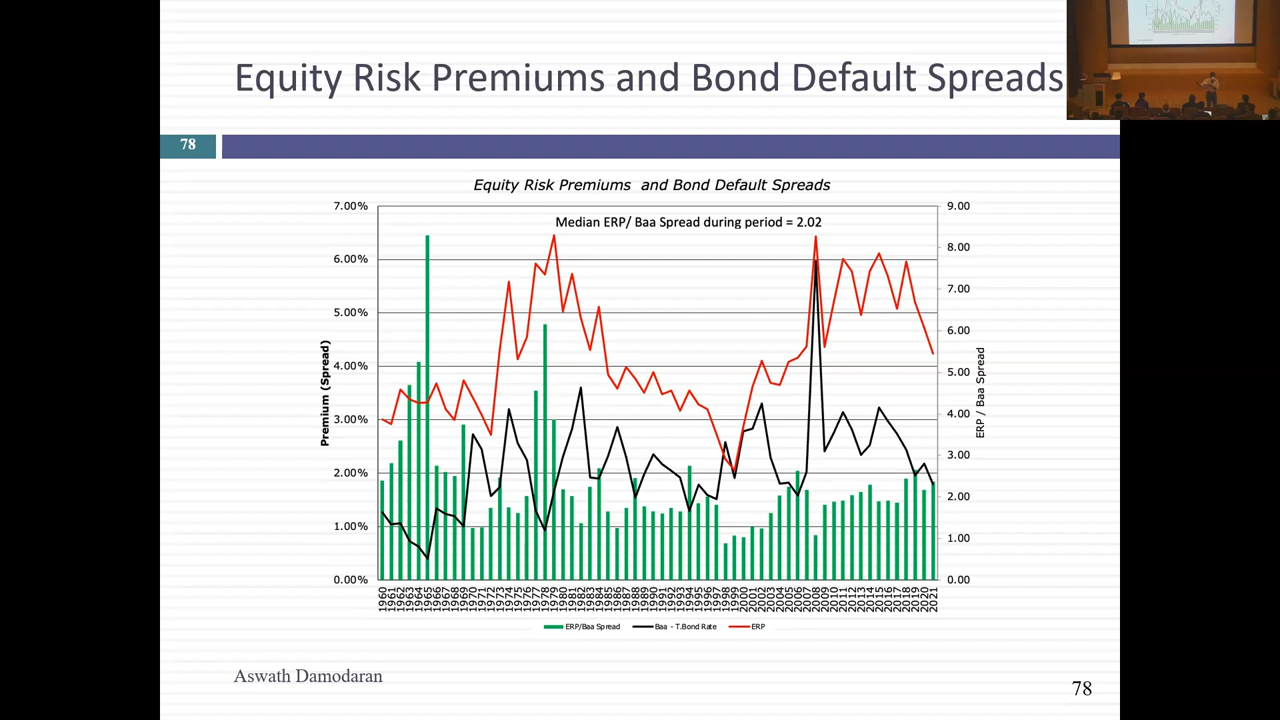 Equity Risk Premiums and Bond Default Spreads
78
Equity Risk Premiums and Bond Default Spreads
Median ERP/ Baa Spread during period = 2.02
7.00%
6.00%
5.00%
4.00%
3.00%
2.00%
1.00%
0.00%
Premium (Spread)
9.00
8.00
7.00
6.00
5.00
4.00
3.00
2.00
1.00
0.00
ERP / Baa Spread
1960 1961 1962 1963 1964 1965 1966 1967 1968 1969 1970 1971 1972 1973 1974 1975 1976 1977 1978 1979 1980 1981 1982 1983 1984 1985 1986 1987 1988 1989 1990 1991 1992 1993 1994 1995 1996 1997 1998 1999 2000 2001 2002 2003 2004 2005 2006 2007 2008 2009 2010 2011 2012 2013 2014 2015 2016 2017 2018 2019 2020 2021
ERP/Baa Spread Baa - T.Bond Rate ERP
Aswath Damodaran
78